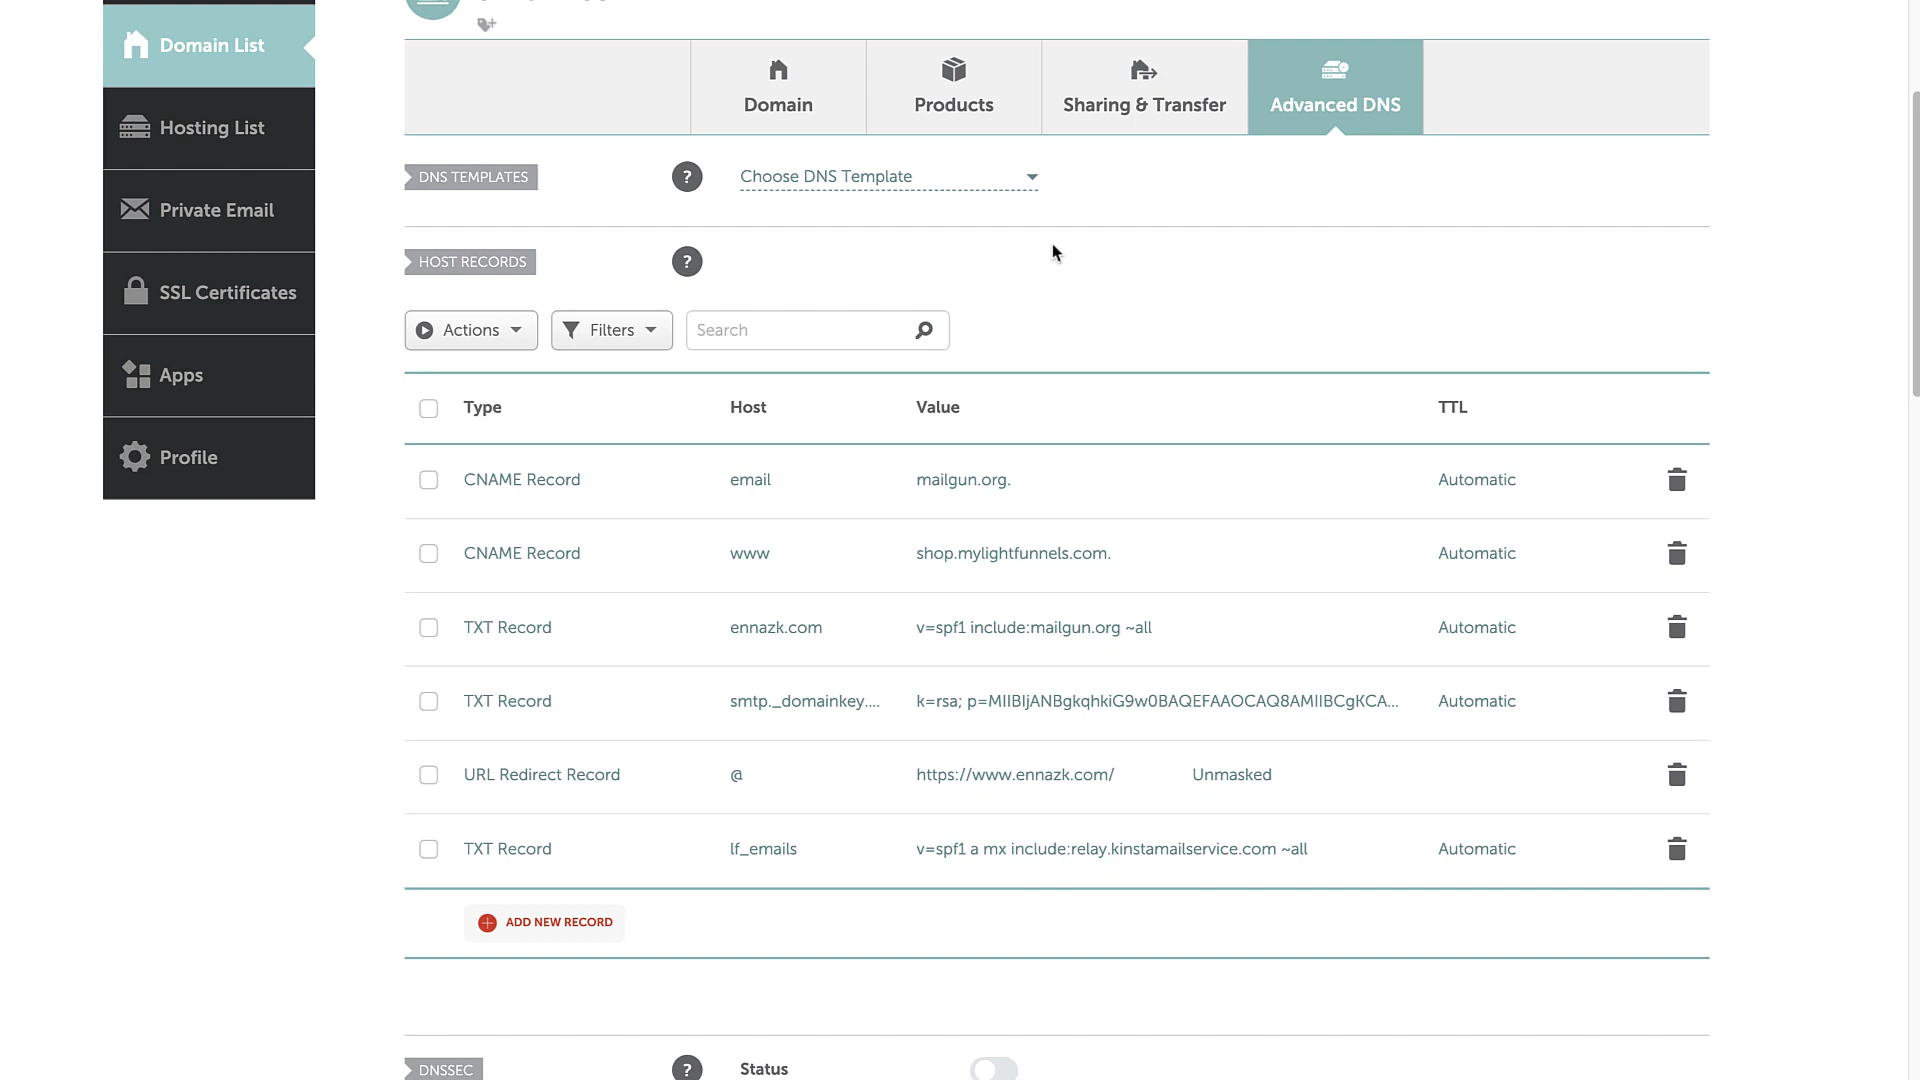 Domain List
Hosting List
Private Email
SSL Certificates
Apps
Profile
Domain
Products
Sharing & Transfer
Advanced DNS
DNS TEMPLATES
?
Choose DNS Template
HOST RECORDS
?
Actions
Filters
Search
Type Host Value TTL
CNAME Record email mailgun.org. Automatic
CNAME Record www shop.mylightfunnels.com. Automatic
TXT Record ennazk.com v=spf1 include:mailgun.org ~all Automatic
TXT Record smtp._domainkey.... k=rsa; p=MIIBIjANBgkqhkiG9w0BAQEFAAOCAQ8AMIIBCgKCA... Automatic
URL Redirect Record @ https://www.ennazk.com/ Unmasked
TXT Record lf_emails v=spf1 a mx include:relay.kinstamailservice.com ~all Automatic
ADD NEW RECORD
DNSSEC
?
Status